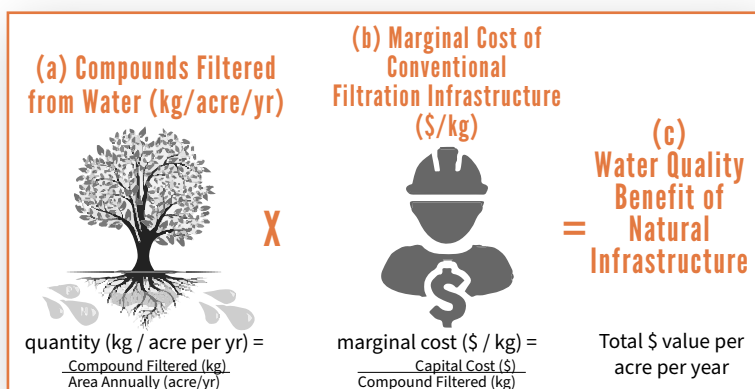 (a) Compounds Filtered
from Water (kg/acre/yr)
X
(b) Marginal Cost of
Conventional
Filtration Infrastructure
($/kg)
$
=
(c)
Water Quality
Benefit of
Natural
Infrastructure
quantity (kg / acre per yr) =
Compound Filtered (kg)
Area Annually (acre/yr)
marginal cost ($ / kg) =
Capital Cost ($)
Compound Filtered (kg)
Total $ value per
acre per year